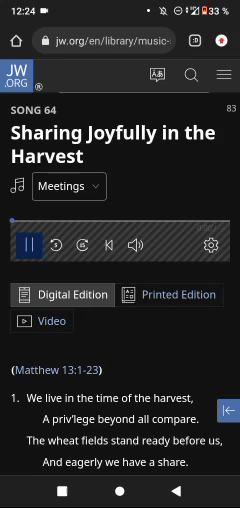 12:24
33 %
jw.org/en/library/music-
:D
JW
.ORG
®
SONG 64
83
Sharing Joyfully in the
Harvest
Meetings
Digital Edition
Printed Edition
Video
(Matthew 13:1-23)
1. We live in the time of the harvest,
A priv’lege beyond all compare.
The wheat fields stand ready before us,
And eagerly we have a share.